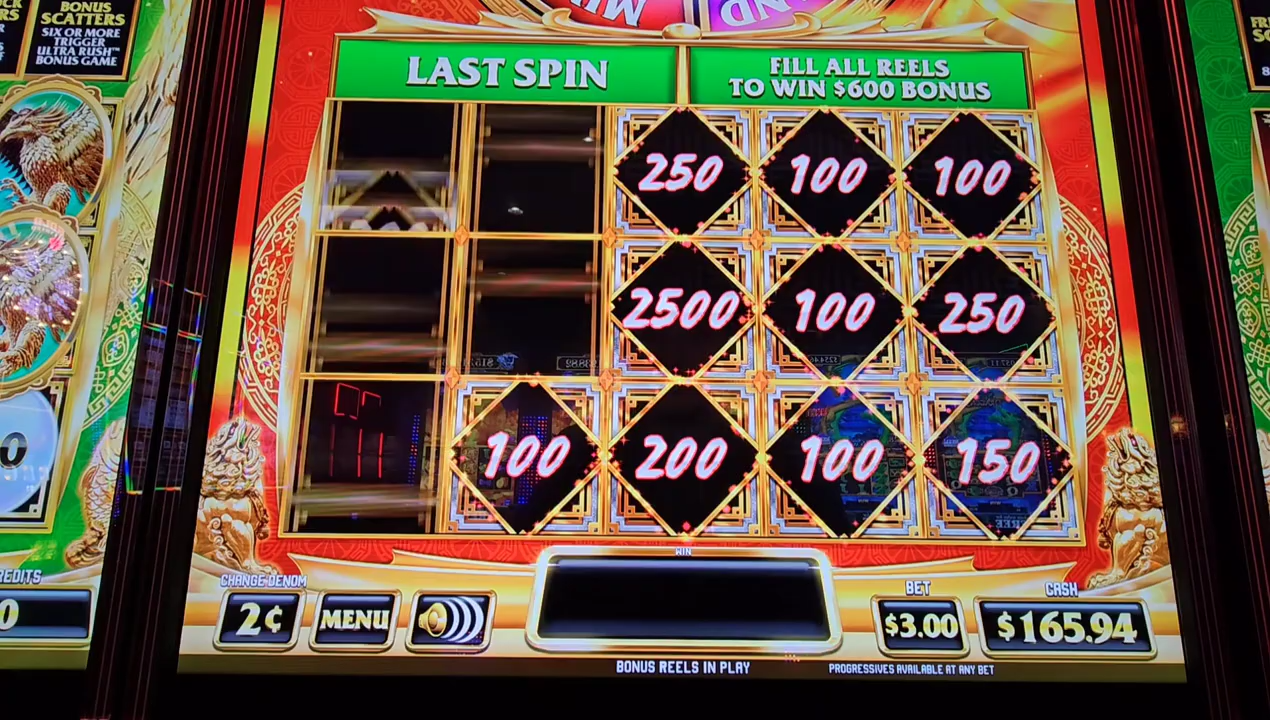 BONUS
SCATTERS
SIX OR MORE
TRIGGER
ULTRA RUSH™
BONUS GAME
LAST SPIN
FILL ALL REELS
TO WIN $600 BONUS
250
100
100
2500
100
250
100
200
100
150
WIN
CHANGE DENOM
2¢
MENU
BET
$3.00
CASH
$165.94
BONUS REELS IN PLAY
PROGRESSIVES AVAILABLE AT ANY BET